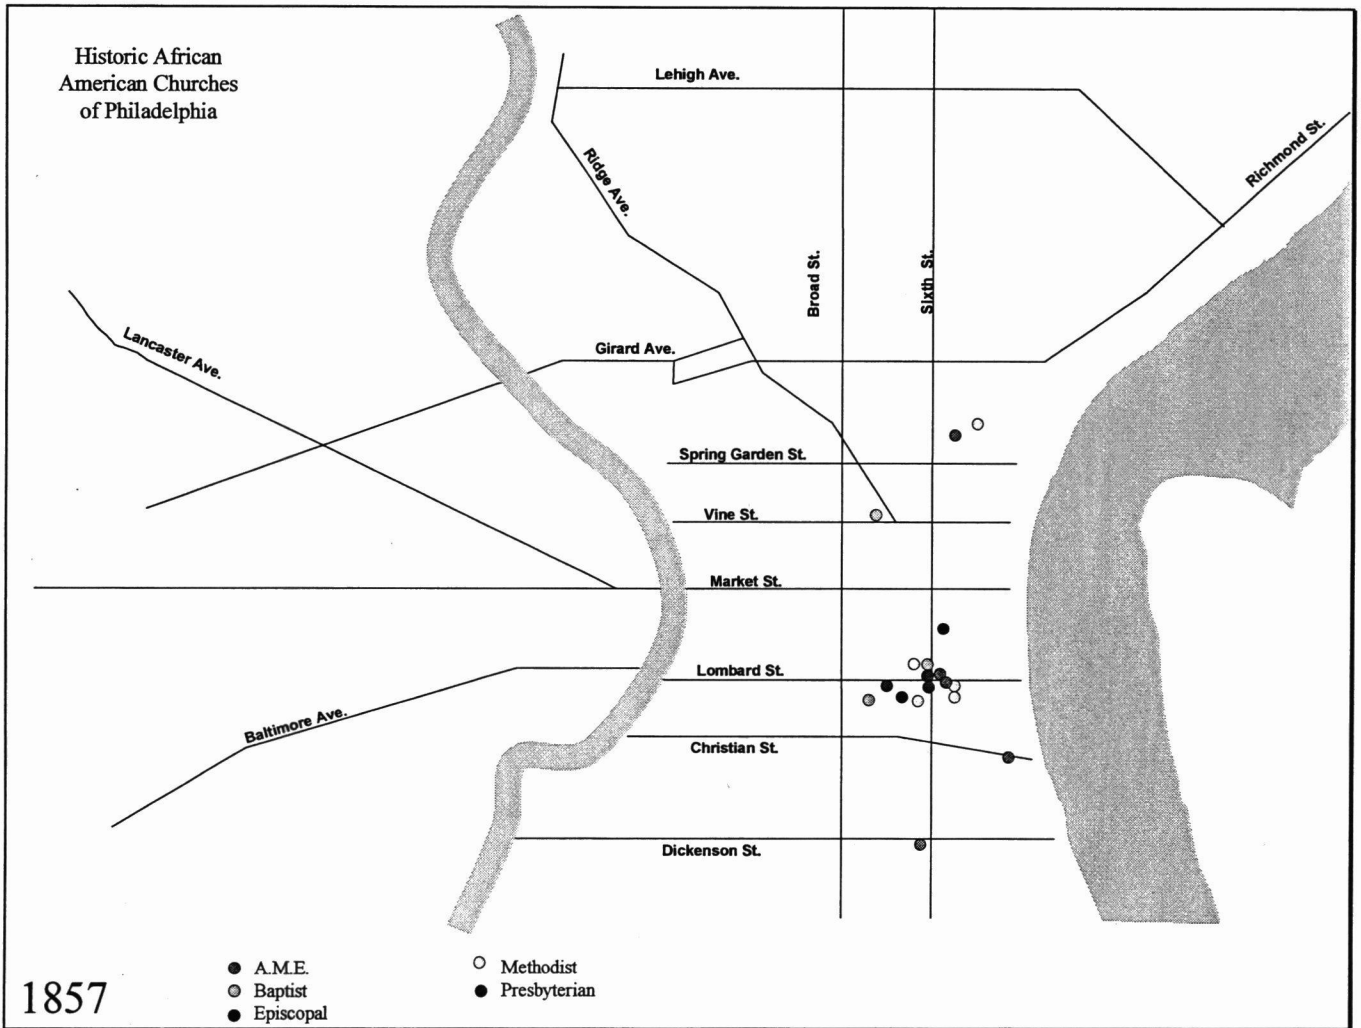 Historic African
American Churches
of Philadelphia
Lehigh Ave.
Richmond St.
Ridge Ave.
Broad St.
Sixth St.
Lancaster Ave.
Girard Ave.
Spring Garden St.
Vine St.
Market St.
Lombard St.
Baltimore Ave.
Christian St.
Dickenson St.
1857
A.M.E.
Baptist
Episcopal
Methodist
Presbyterian